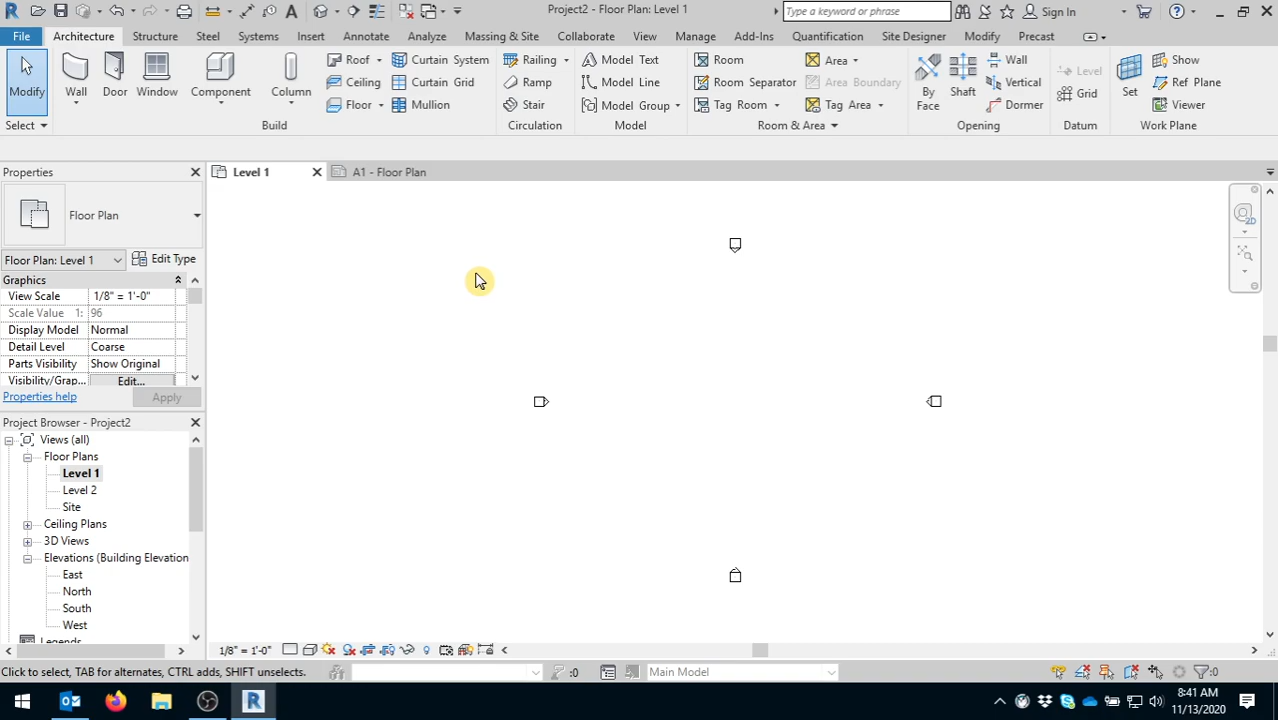 Project2 - Floor Plan: Level 1
Type a keyword or phrase
Sign In
File Architecture Structure Steel Systems Insert Annotate Analyze Massing & Site Collaborate View Manage Add-Ins Quantification Site Designer Modify Precast
Modify
Wall
Door
Window
Component
Column
Roof
Ceiling
Floor
Curtain System
Curtain Grid
Mullion
Railing
Ramp
Stair
Model Text
Model Line
Model Group
Room
Room Separator
Tag Room
Area
Area Boundary
Tag Area
By
Face
Shaft
Wall
Vertical
Dormer
Level
Grid
Set
Show
Ref Plane
Viewer
Select Build Circulation Model Room & Area Opening Datum Work Plane
Properties
Level 1
A1 - Floor Plan
Floor Plan
Floor Plan: Level 1
Edit Type
Graphics
View Scale 1/8" = 1'-0"
Scale Value 1: 96
Display Model Normal
Detail Level Coarse
Parts Visibility Show Original
Visibility/Grap... Edit...
Properties help
Apply
Project Browser - Project2
Views (all)
Floor Plans
Level 1
Level 2
Site
Ceiling Plans
3D Views
Elevations (Building Elevation
East
North
South
West
Legends
2D
1/8" = 1'-0"
Click to select, TAB for alternates, CTRL adds, SHIFT unselects.
:0
Main Model
:0
8:41 AM
11/13/2020